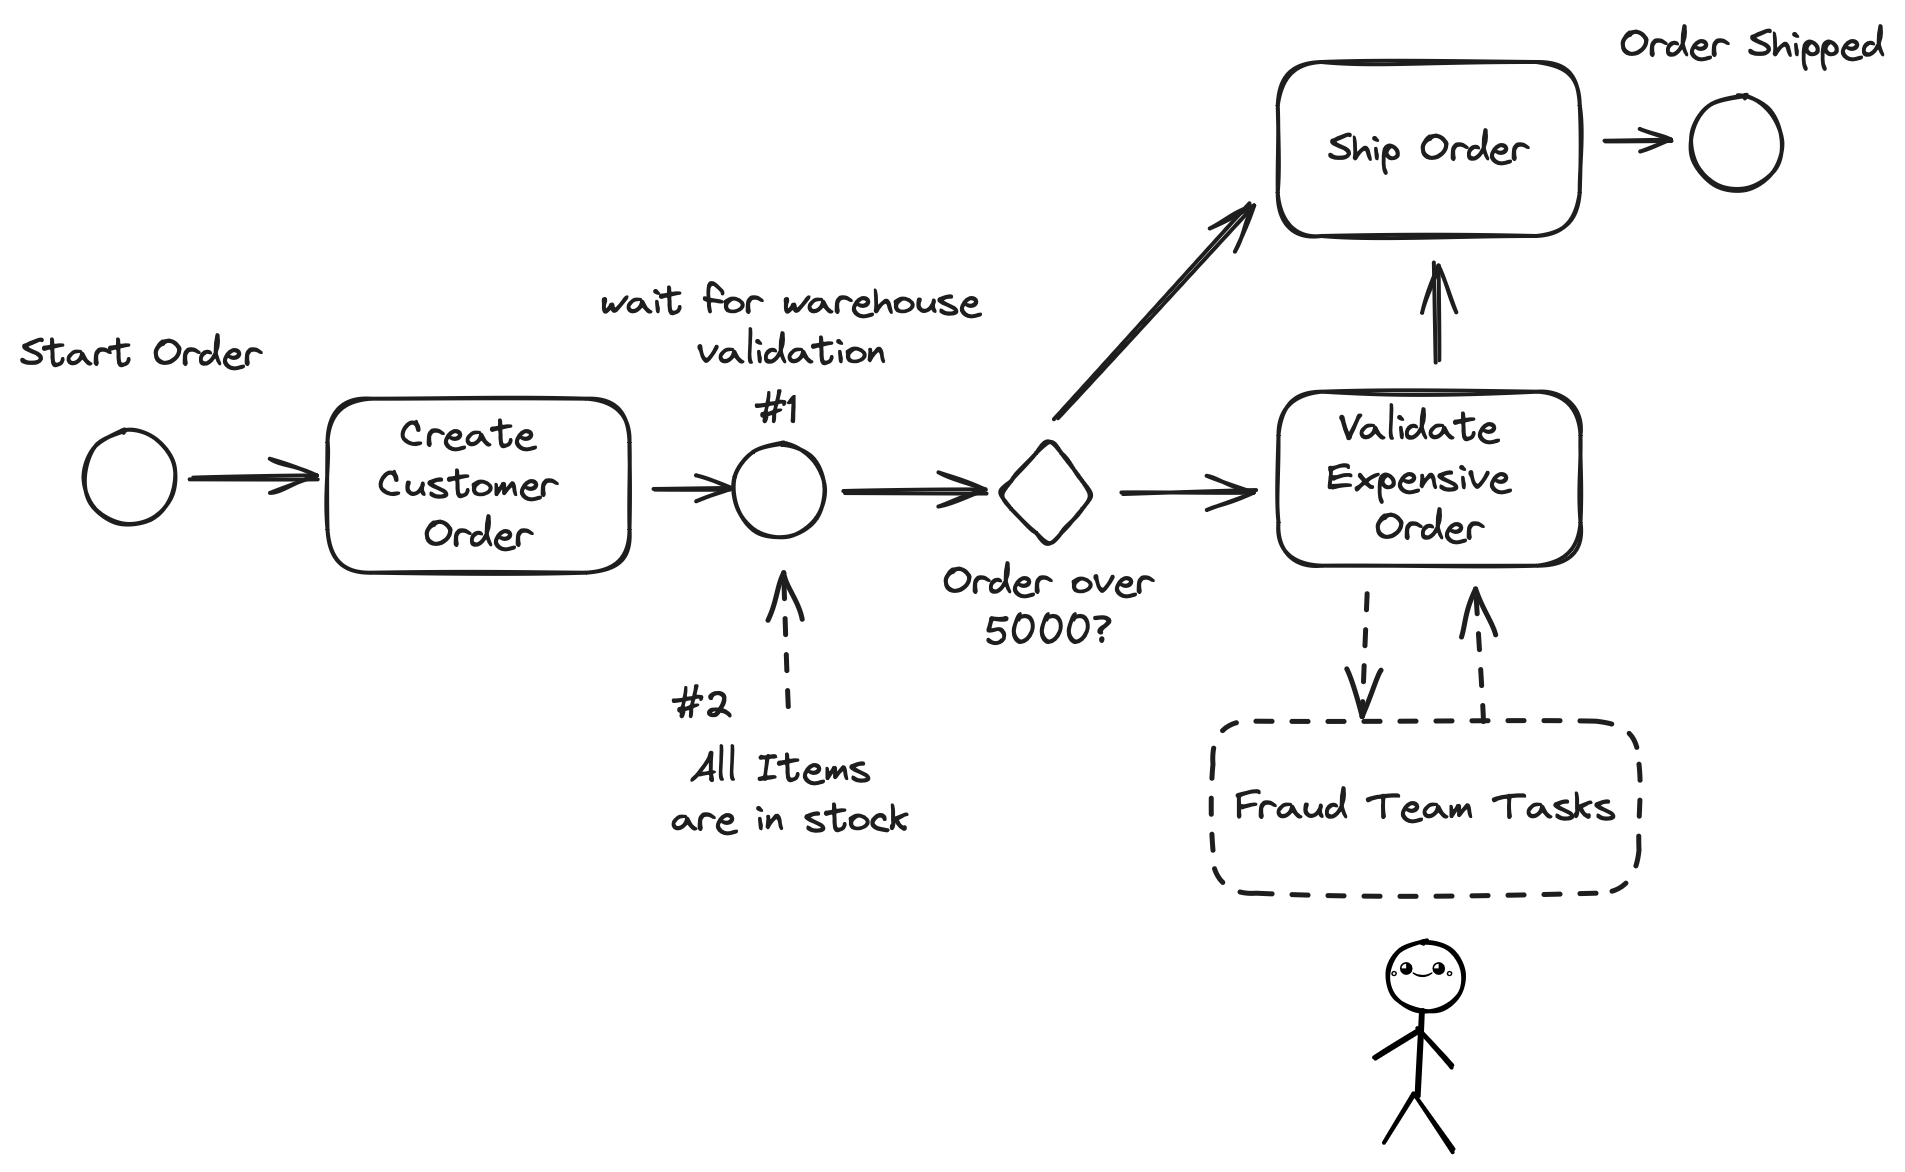 Order Shipped
Ship Order
wait for warehouse
validation
#1
Start Order
Create
Customer
Order
Validate
Expensive
Order
Order over
5000?
#2
All Items
are in stock
Fraud Team Tasks